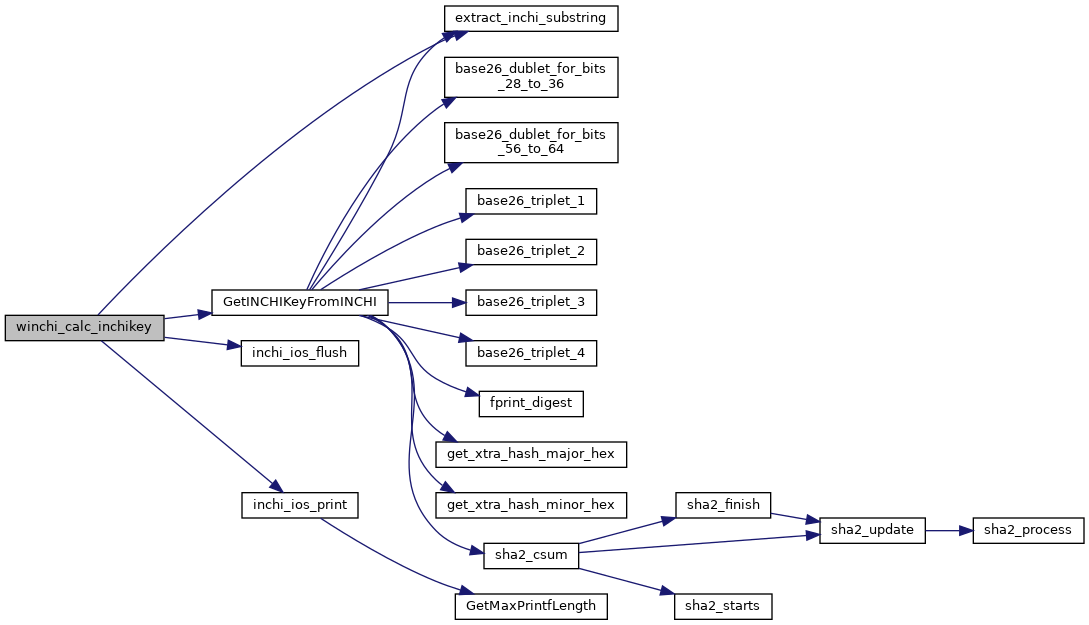 extract_inchi_substring
base26_dublet_for_bits
_28_to_36
base26_dublet_for_bits
_56_to_64
base26_triplet_1
base26_triplet_2
GetINCHIKeyFromINCHI
base26_triplet_3
winchi_calc_inchikey
inchi_ios_flush
base26_triplet_4
fprint_digest
get_xtra_hash_major_hex
inchi_ios_print
get_xtra_hash_minor_hex
sha2_finish
sha2_update
sha2_process
sha2_csum
GetMaxPrintfLength
sha2_starts